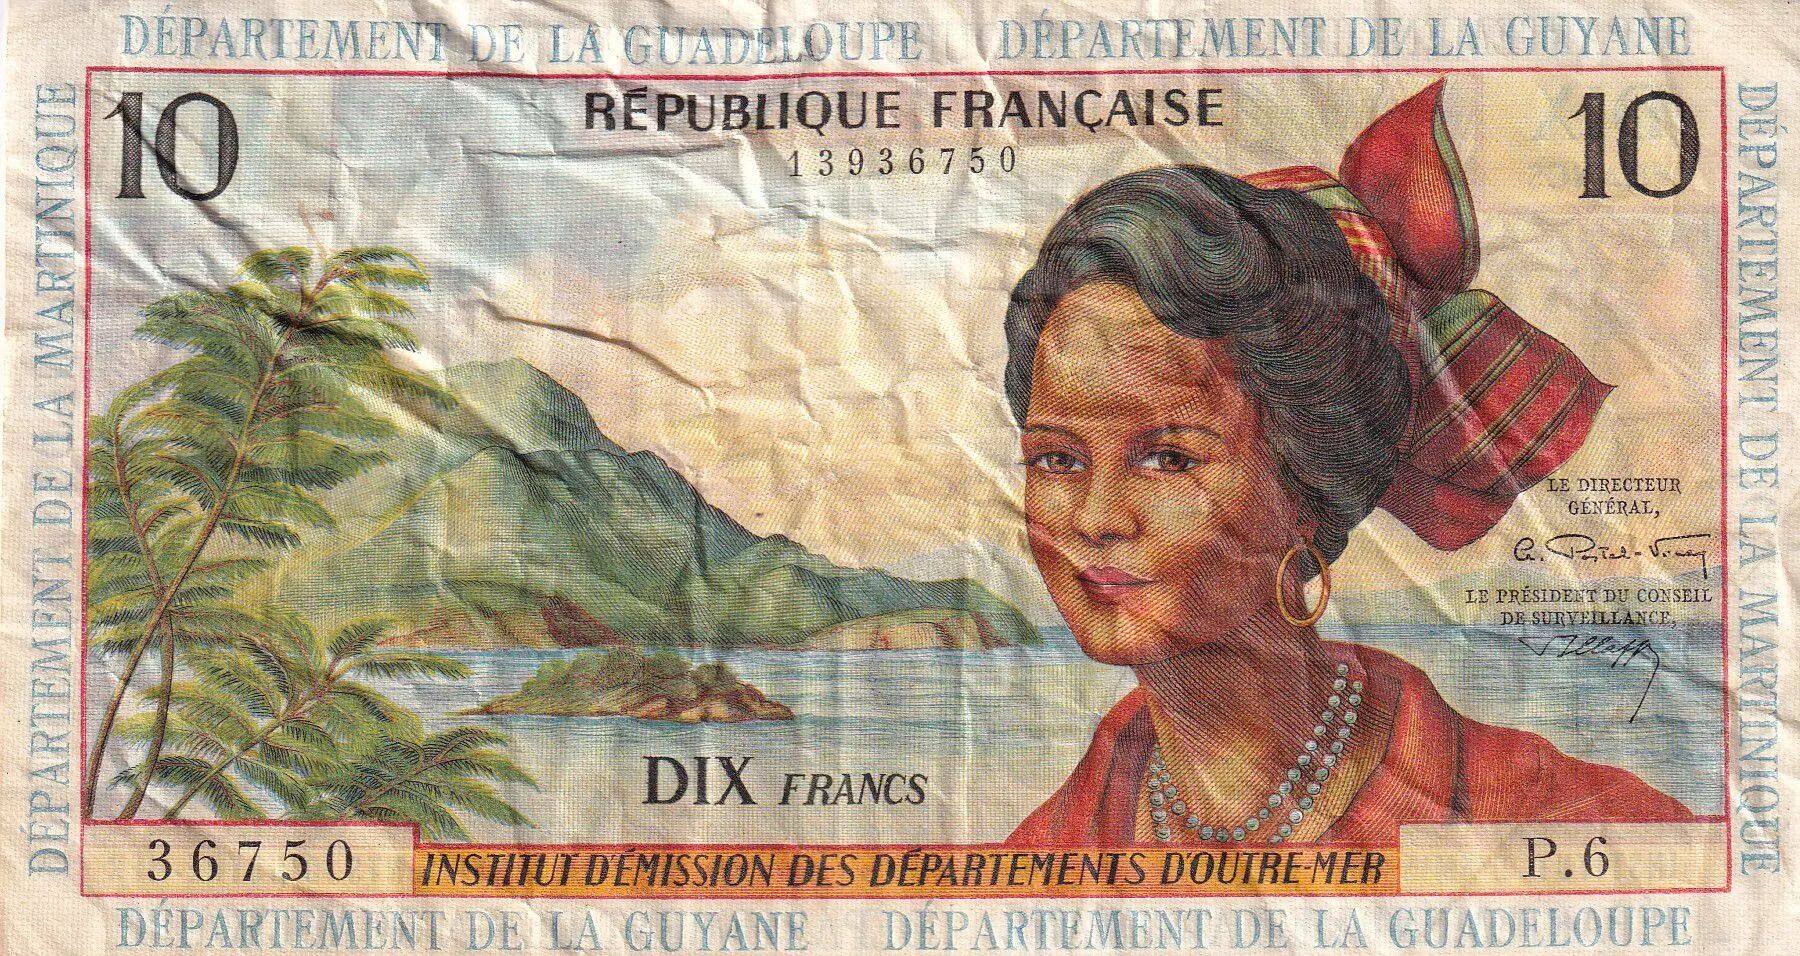 DÉPARTEMENT DE LA GUADELOUPE DÉPARTEMENT DE LA GUYANE
DÉPARTEMENT DE LA MARTINIQUE
DÉPARTEMENT DE LA MARTINIQUE
10
RÉPUBLIQUE FRANÇAISE
10
13936750
LE DIRECTEUR
GÉNÉRAL,
LE PRÉSIDENT DU CONSEIL
DE SURVEILLANCE,
DIX FRANCS
36750
INSTITUT D'ÉMISSION DES DÉPARTEMENTS D'OUTRE-MER
P.6
DÉPARTEMENT DE LA GUYANE DÉPARTEMENT DE LA GUADELOUPE